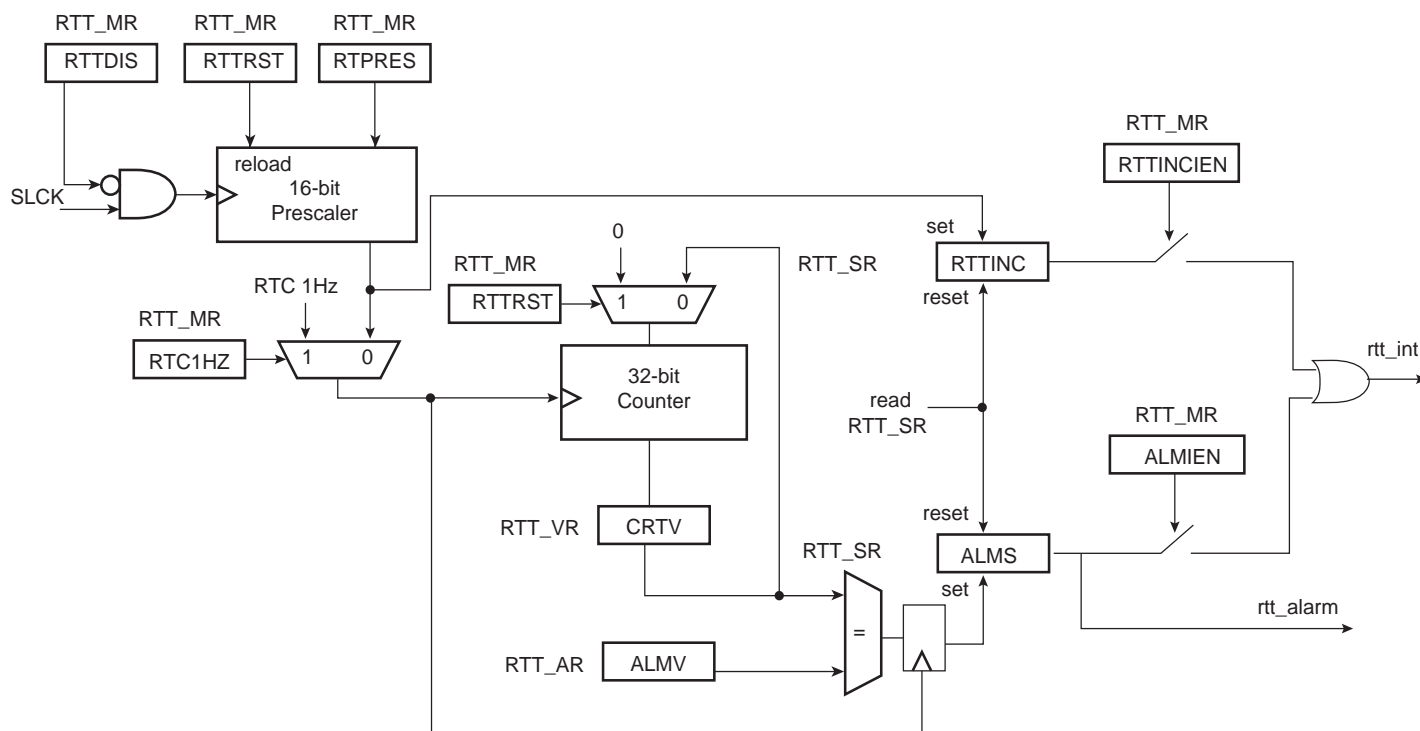 RTT_MR
RTT_MR
RTT_MR
RTTDIS
RTTRST
RTPRES
reload
16-bit
Prescaler
SLCK
RTT_MR
RTTINCIEN
0
set
RTT_MR
RTT_SR
RTTINC
RTC 1Hz
RTTRST
1
0
reset
RTT_MR
RTC1HZ
1
0
32-bit
Counter
rtt_int
read
RTT_SR
RTT_MR
ALMIEN
RTT_VR
CRTV
reset
RTT_SR
ALMS
set
rtt_alarm
=
RTT_AR
ALMV